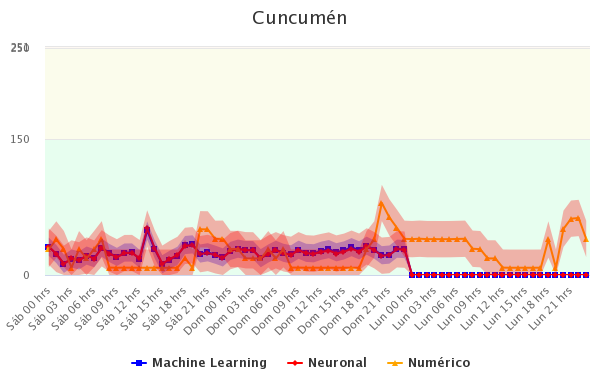 Cuncumén
250
150
0
Sáb 00 hrs
Sáb 03 hrs
Sáb 06 hrs
Sáb 09 hrs
Sáb 12 hrs
Sáb 15 hrs
Sáb 18 hrs
Sáb 21 hrs
Dom 00 hrs
Dom 03 hrs
Dom 06 hrs
Dom 09 hrs
Dom 12 hrs
Dom 15 hrs
Dom 18 hrs
Dom 21 hrs
Lun 00 hrs
Lun 03 hrs
Lun 06 hrs
Lun 09 hrs
Lun 12 hrs
Lun 15 hrs
Lun 18 hrs
Lun 21 hrs
Machine Learning Neuronal Numérico